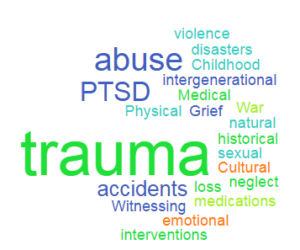 violence
disasters
abuse Childhood
intergenerational
PTSD Medical
Physical Grief War
natural
historical
trauma sexual
Cultural
accidents loss neglect
Witnessing medications
emotional
interventions